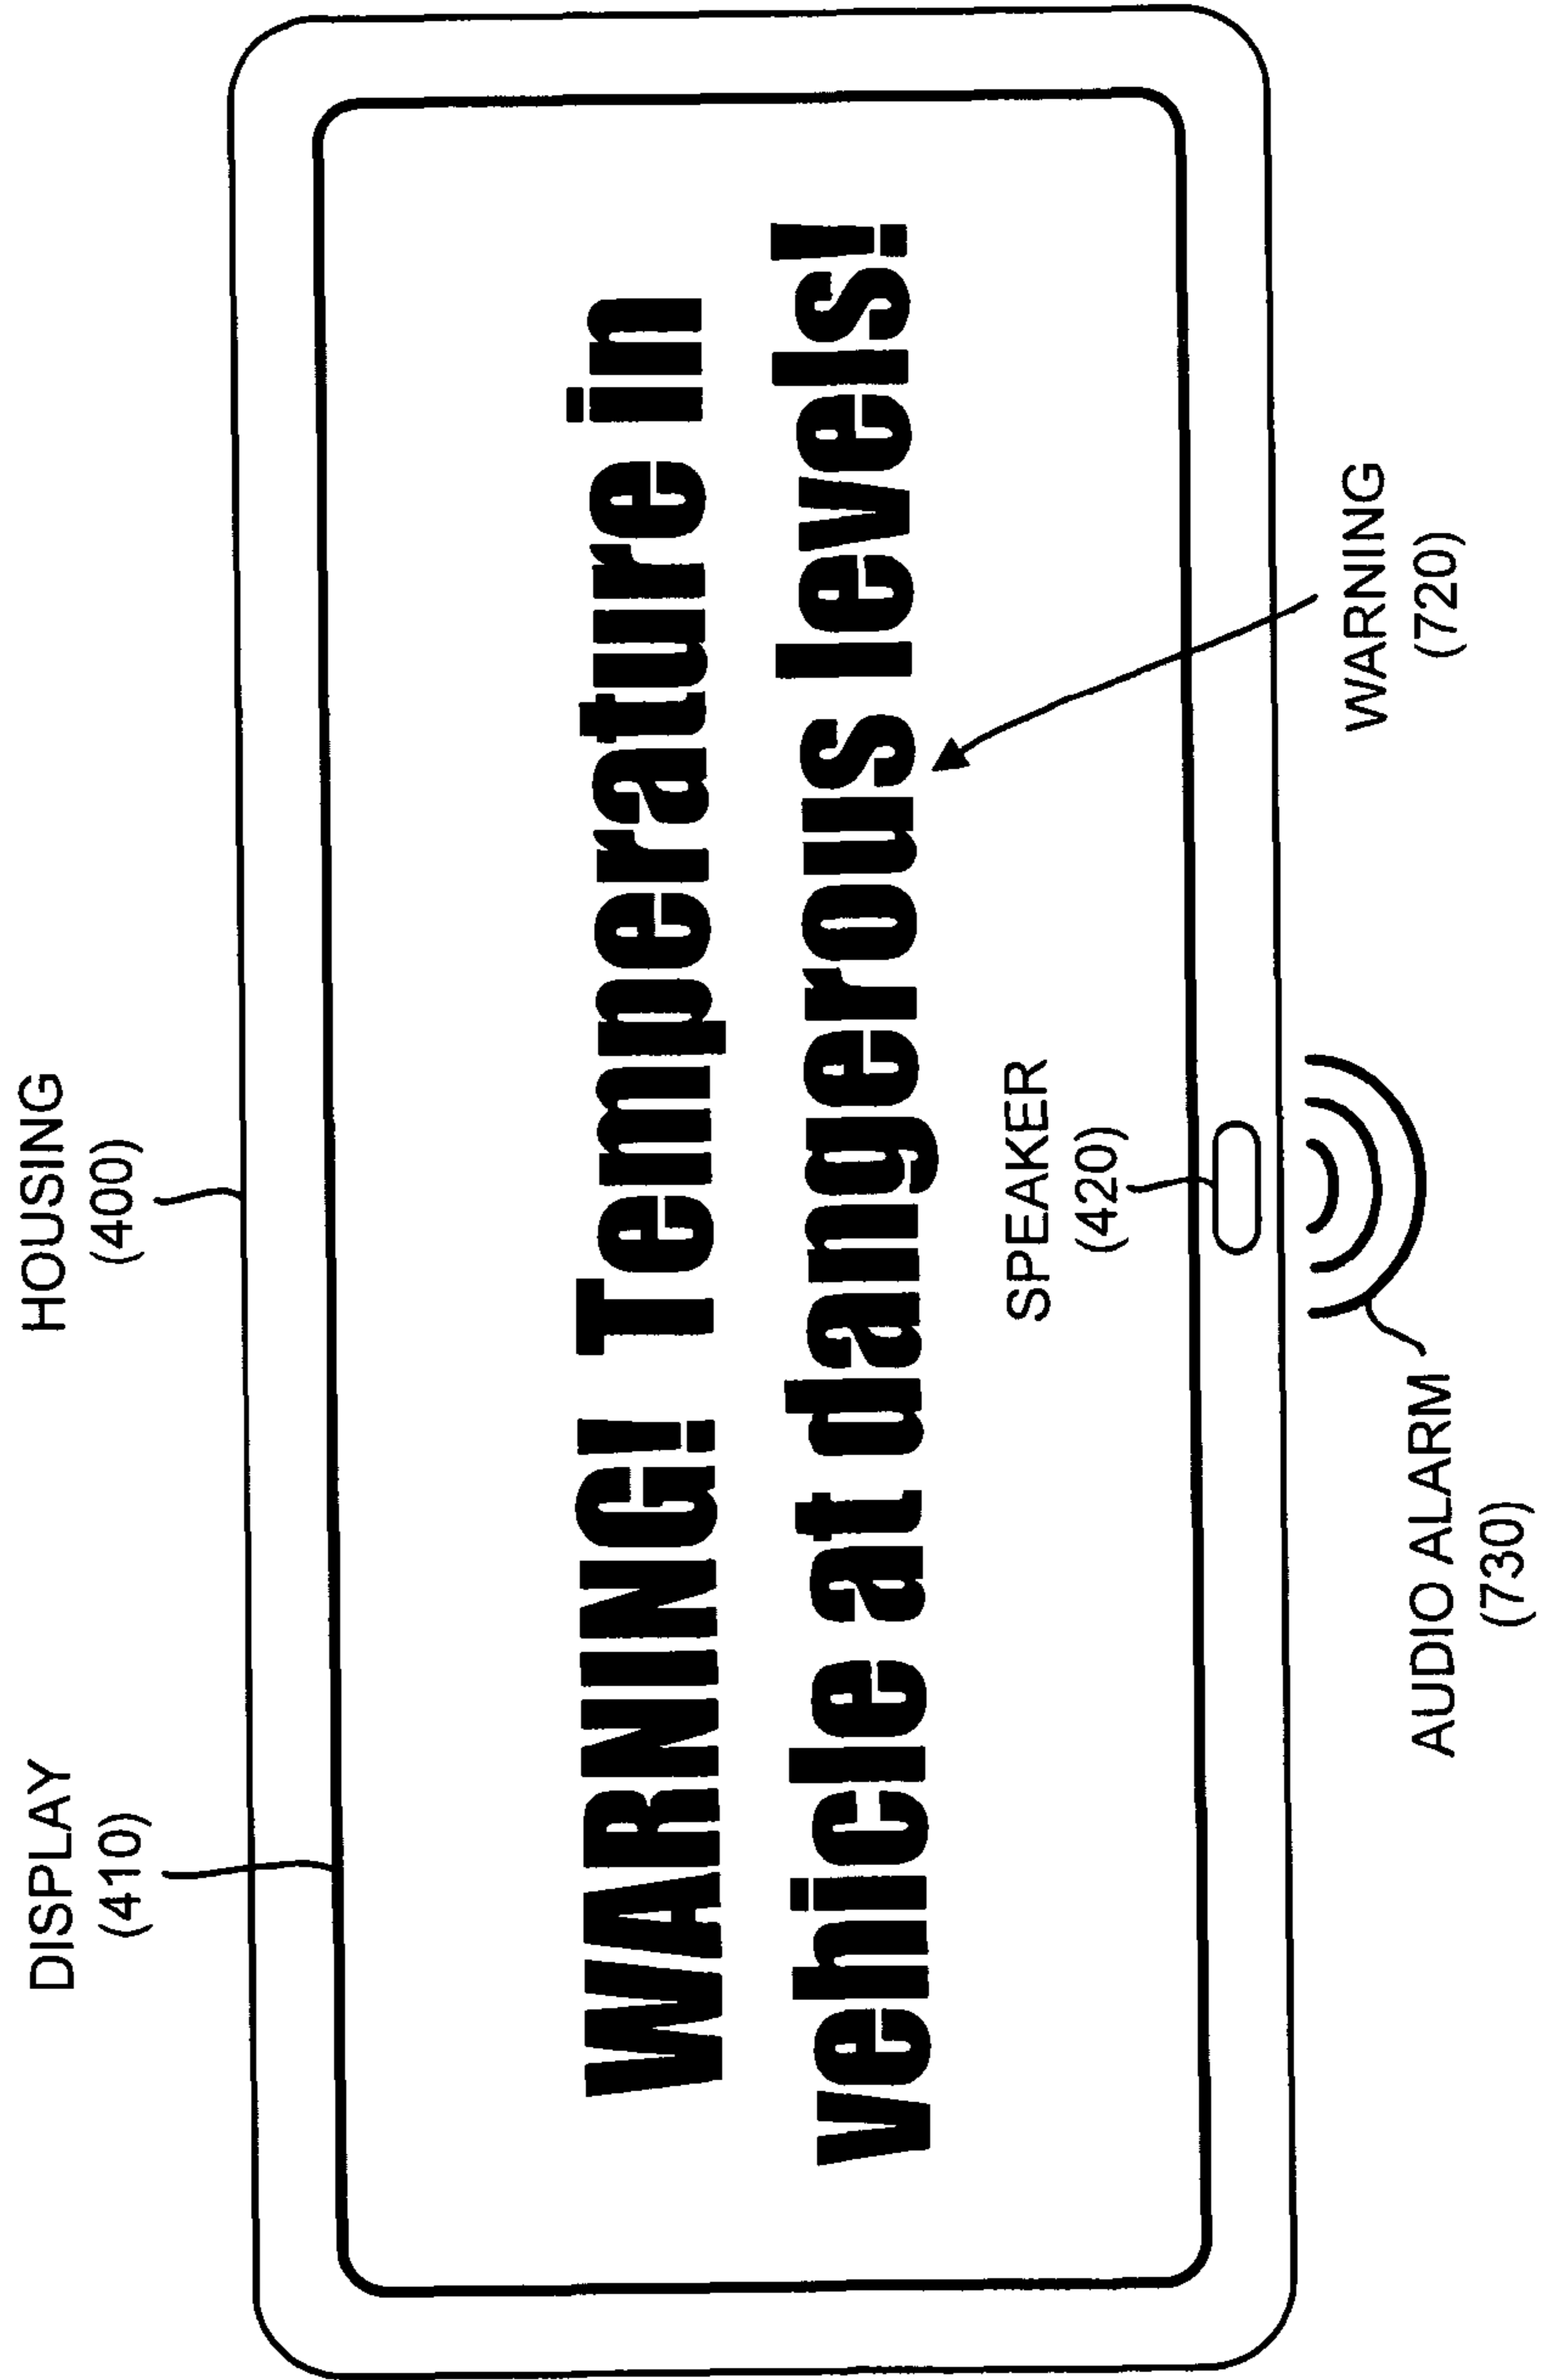 DISPLAY
(410)
HOUSING
(400)
WARNING! Temperature in
vehicle at dangerous levels!
SPEAKER
(420)
WARNING
(720)
AUDIO ALARM
(730)